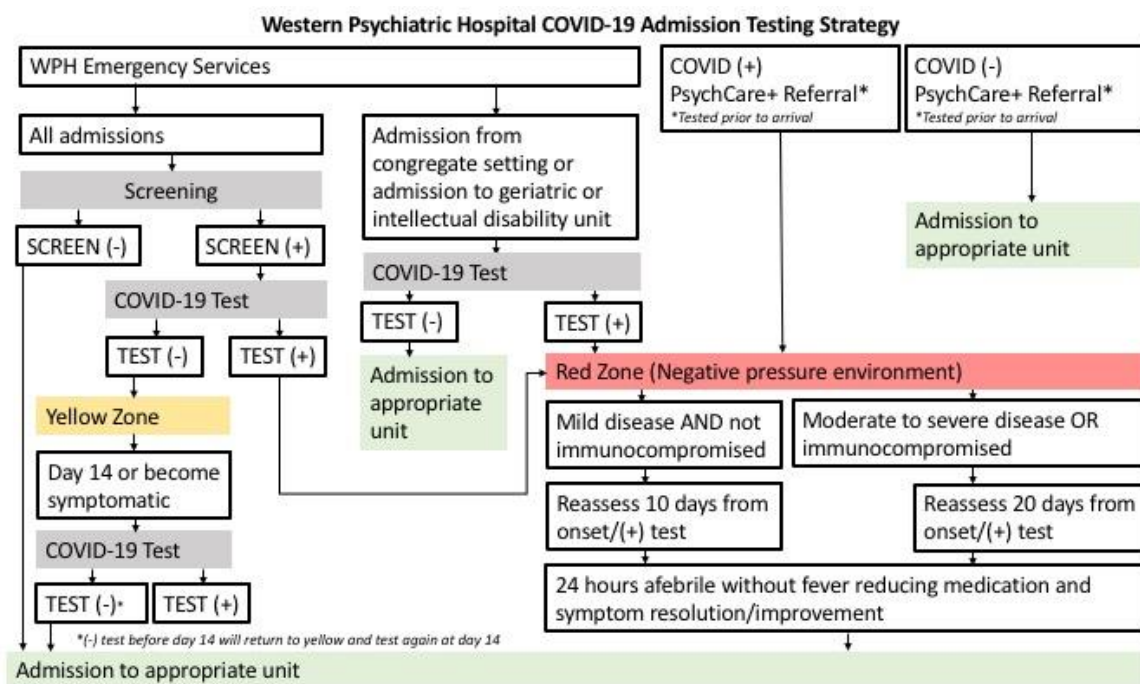 Western Psychiatric Hospital COVID-19 Admission Testing Strategy
WPH Emergency Services
All admissions
Screening
SCREEN (-)
SCREEN (+)
COVID-19 Test
TEST (-)
TEST (+)
Yellow Zone
Day 14 or become
symptomatic
COVID-19 Test
TEST (-)*
TEST (+)
*(-) test before day 14 will return to yellow and test again at day 14
Admission from
congregate setting or
admission to geriatric or
intellectual disability unit
COVID-19 Test
TEST (-)
TEST (+)
Admission to
appropriate
unit
COVID (+)
PsychCare+ Referral*
*Tested prior to arrival
COVID (-)
PsychCare+ Referral*
*Tested prior to arrival
Admission to
appropriate unit
Red Zone (Negative pressure environment)
Mild disease AND not
immunocompromised
Moderate to severe disease OR
immunocompromised
Reassess 10 days from
onset/(+) test
Reassess 20 days from
onset/(+) test
24 hours afebrile without fever reducing medication and
symptom resolution/improvement
Admission to appropriate unit